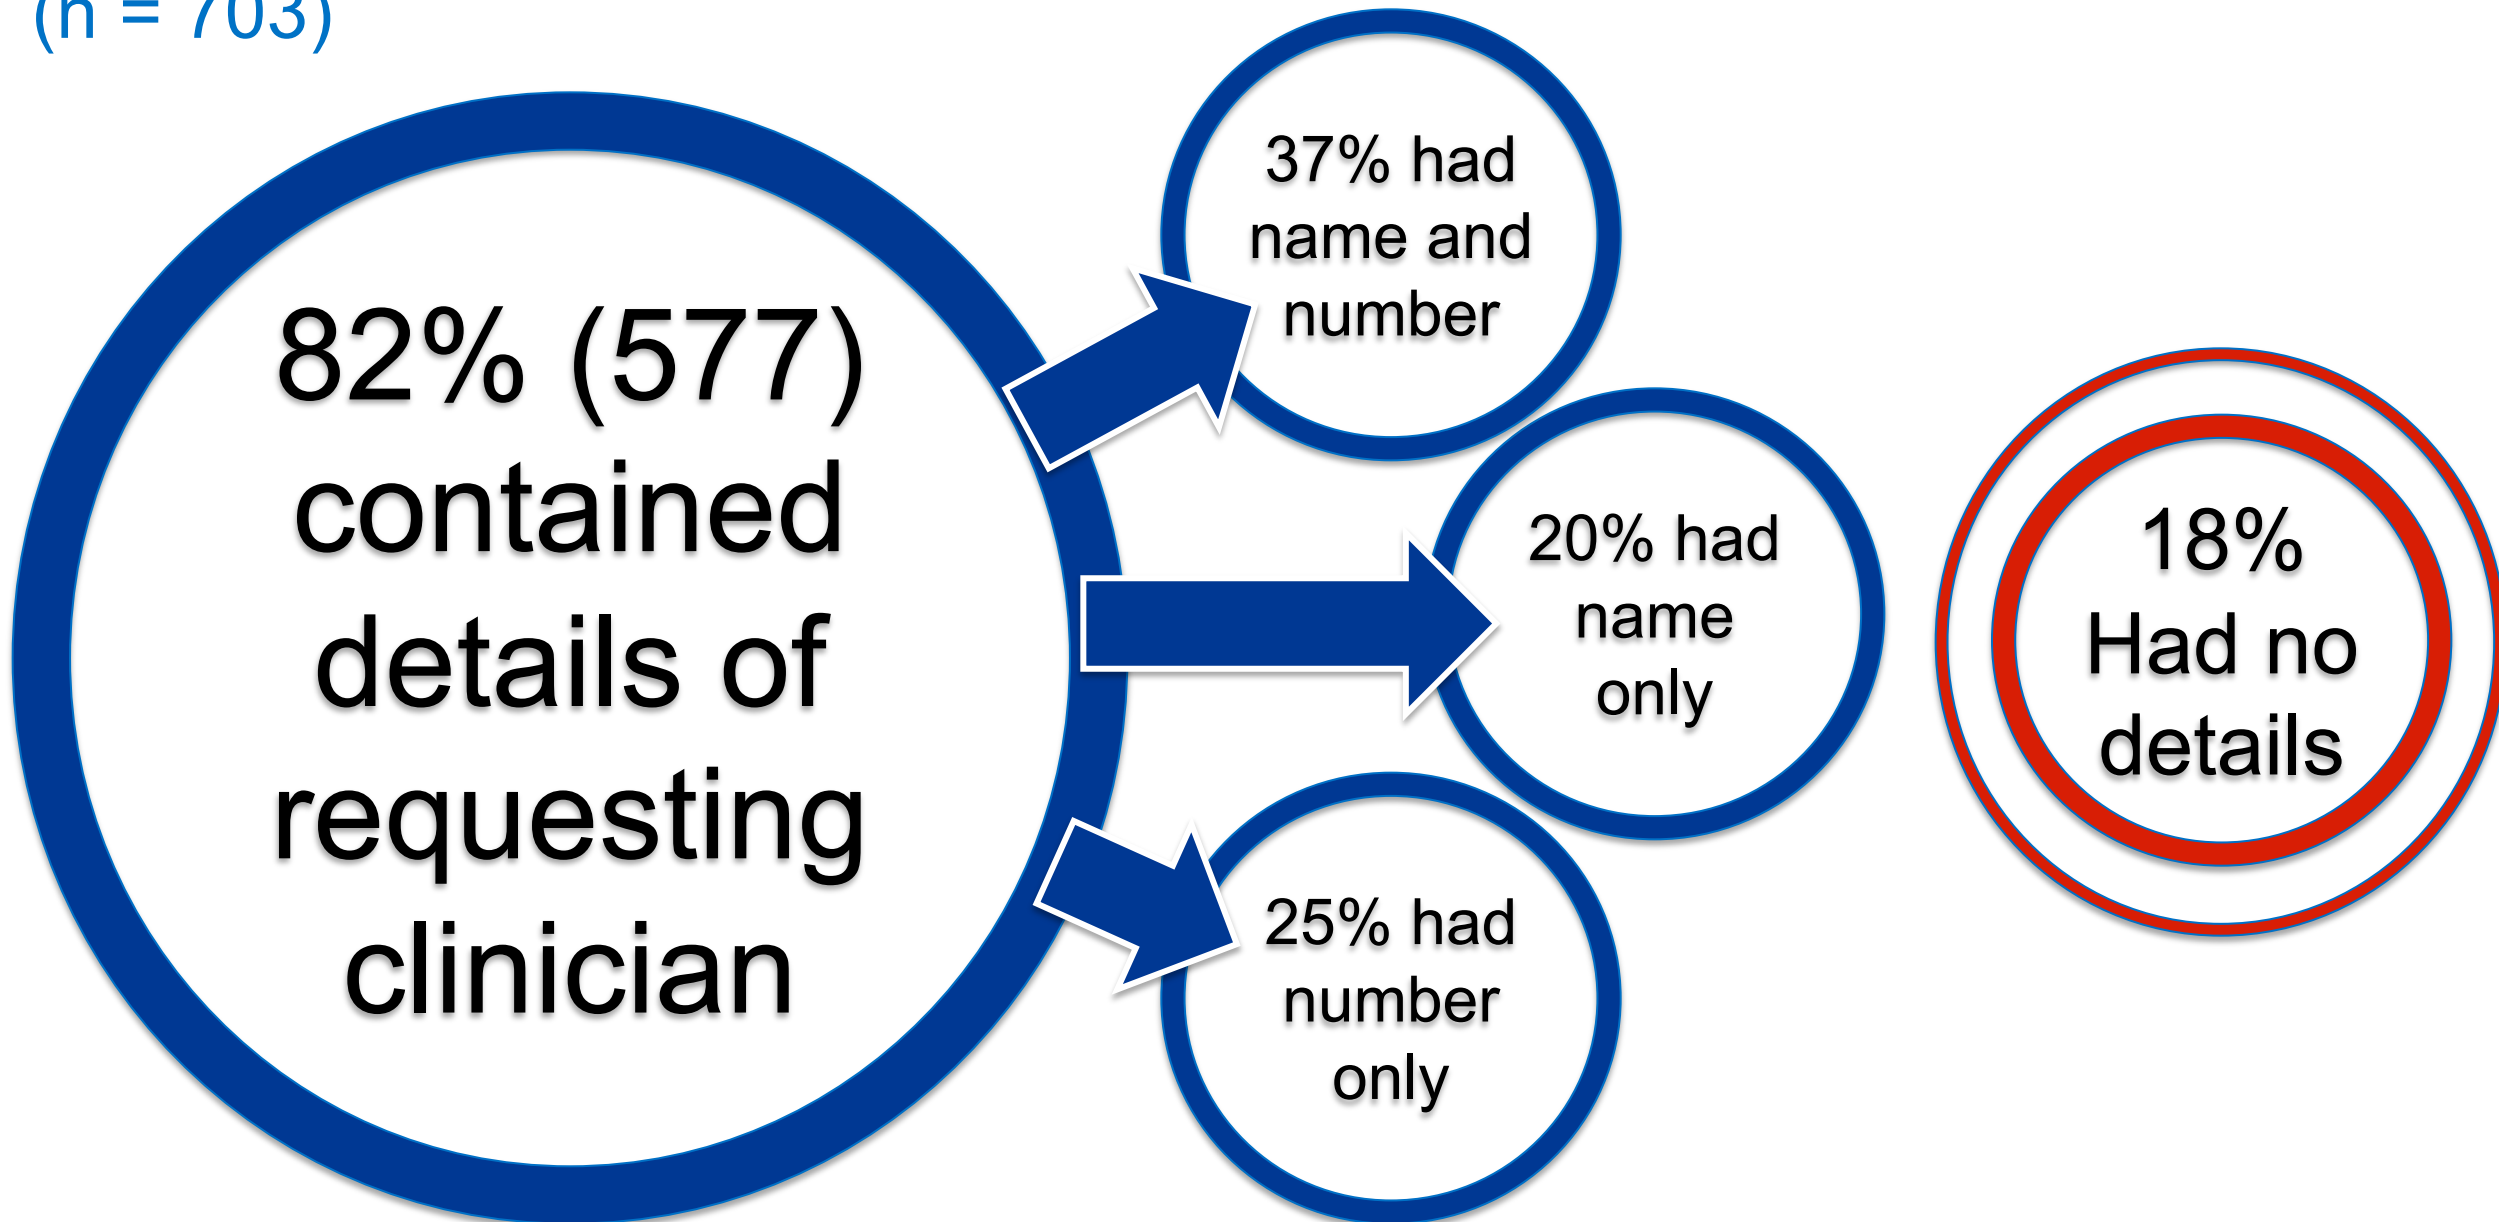 (n = 703)
82% (577)
contained
details of
requesting
clinician
37% had
name and
number
20% had
name
only
25% had
number
only
18%
Had no
details